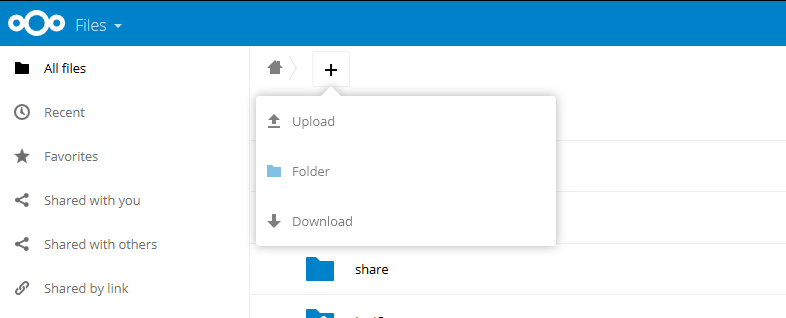 Files
All files
Recent
Favorites
Shared with you
Shared with others
Shared by link
+
Upload
Folder
Download
share